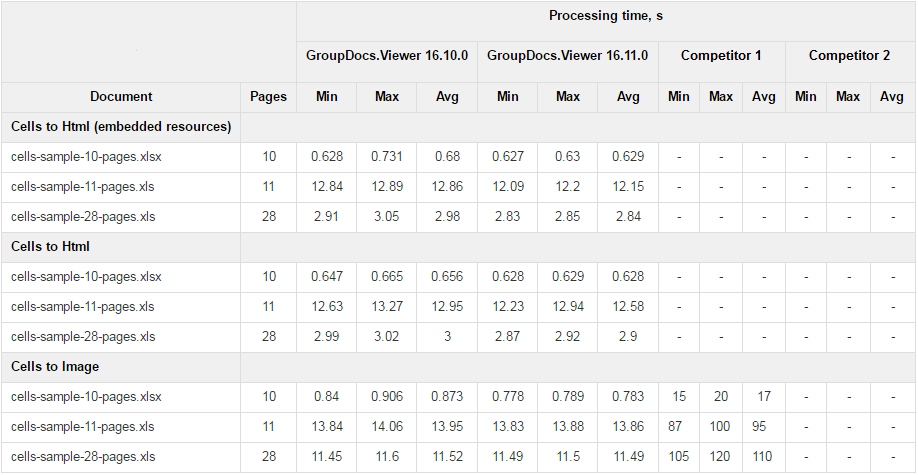 Processing time, s
GroupDocs.Viewer 16.10.0 GroupDocs.Viewer 16.11.0 Competitor 1 Competitor 2
Document Pages Min Max Avg Min Max Avg Min Max Avg Min Max Avg
Cells to Html (embedded resources)
cells-sample-10-pages.xlsx 10 0.628 0.731 0.68 0.627 0.63 0.629 - - - - - -
cells-sample-11-pages.xls 11 12.84 12.89 12.86 12.09 12.2 12.15 - - - - - -
cells-sample-28-pages.xls 28 2.91 3.05 2.98 2.83 2.85 2.84 - - - - - -
Cells to Html
cells-sample-10-pages.xlsx 10 0.647 0.665 0.656 0.628 0.629 0.628 - - - - - -
cells-sample-11-pages.xls 11 12.63 13.27 12.95 12.23 12.94 12.58 - - - - - -
cells-sample-28-pages.xls 28 2.99 3.02 3 2.87 2.92 2.9 - - - - - -
Cells to Image
cells-sample-10-pages.xlsx 10 0.84 0.906 0.873 0.778 0.789 0.783 15 20 17 - - -
cells-sample-11-pages.xls 11 13.84 14.06 13.95 13.83 13.88 13.86 87 100 95 - - -
cells-sample-28-pages.xls 28 11.45 11.6 11.52 11.49 11.5 11.49 105 120 110 - - -